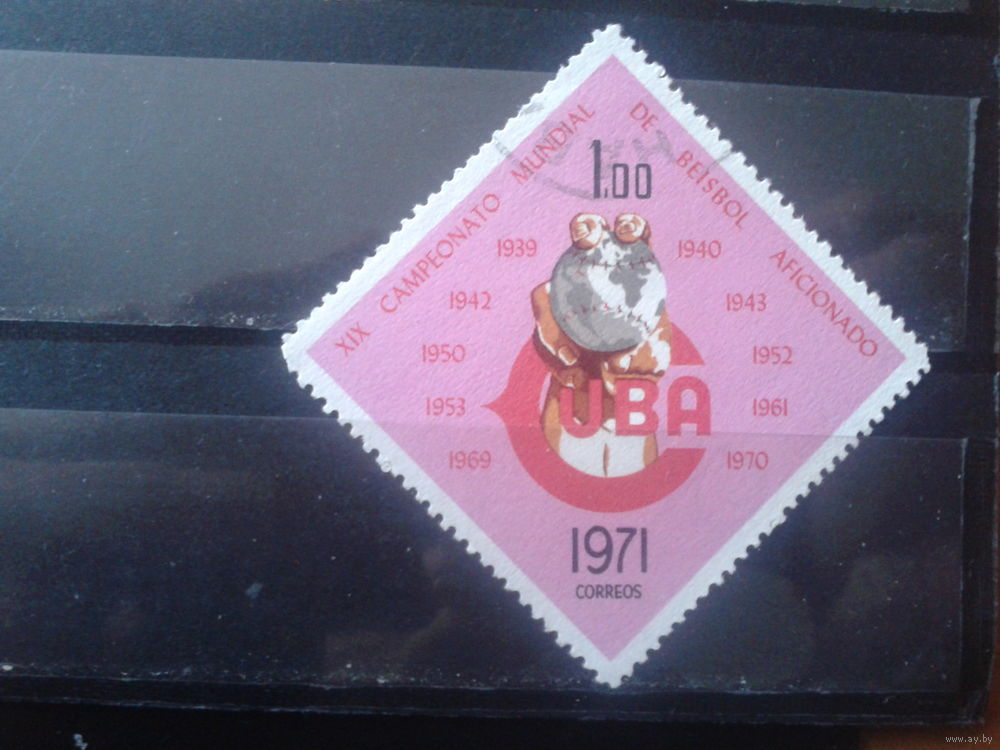 XIX CAMPEONATO MUNDIAL DE BEISBOL AFICIONADO
1.00
1939 1940
1942 1943
1950 1952
1953 1961
1969 1970
CUBA
1971
CORREOS
www.ay.by